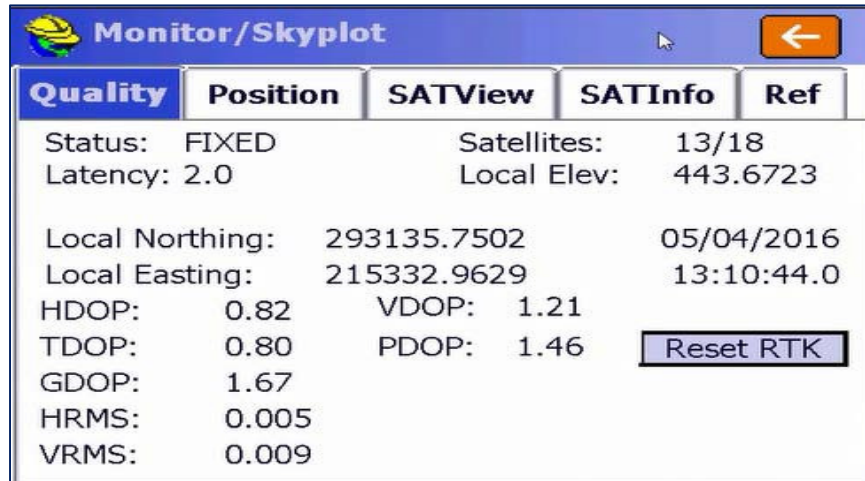 Monitor/Skyplot
Quality Position SATView SATInfo Ref
Status: FIXED Satellites: 13/18
Latency: 2.0 Local Elev: 443.6723
Local Northing: 293135.7502 05/04/2016
Local Easting: 215332.9629 13:10:44.0
HDOP: 0.82 VDOP: 1.21
TDOP: 0.80 PDOP: 1.46 Reset RTK
GDOP: 1.67
HRMS: 0.005
VRMS: 0.009